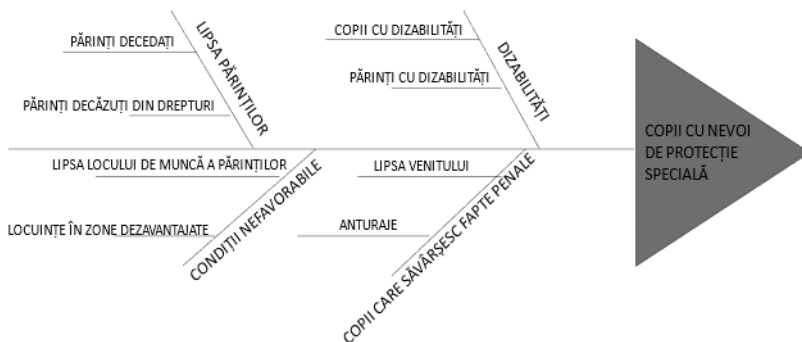 PĂRINȚI DECEDAȚI
PĂRINȚI DECĂZUȚI DIN DREPTURI
LIPSA PĂRINȚILOR
COPII CU DIZABILITĂȚI
PĂRINȚI CU DIZABILITĂȚI
DIZABILITĂȚI
LIPSA LOCULUI DE MUNCĂ A PĂRINȚILOR
LOCUINȚE ÎN ZONE DEZAVANTAJATE
CONDIȚII NEFAVORABILE
LIPSA VENITULUI
ANTURAJE
COPII CARE SĂVÂRȘESC FAPTE PENALE
COPII CU NEVOI
DE PROTECȚIE
SPECIALĂ